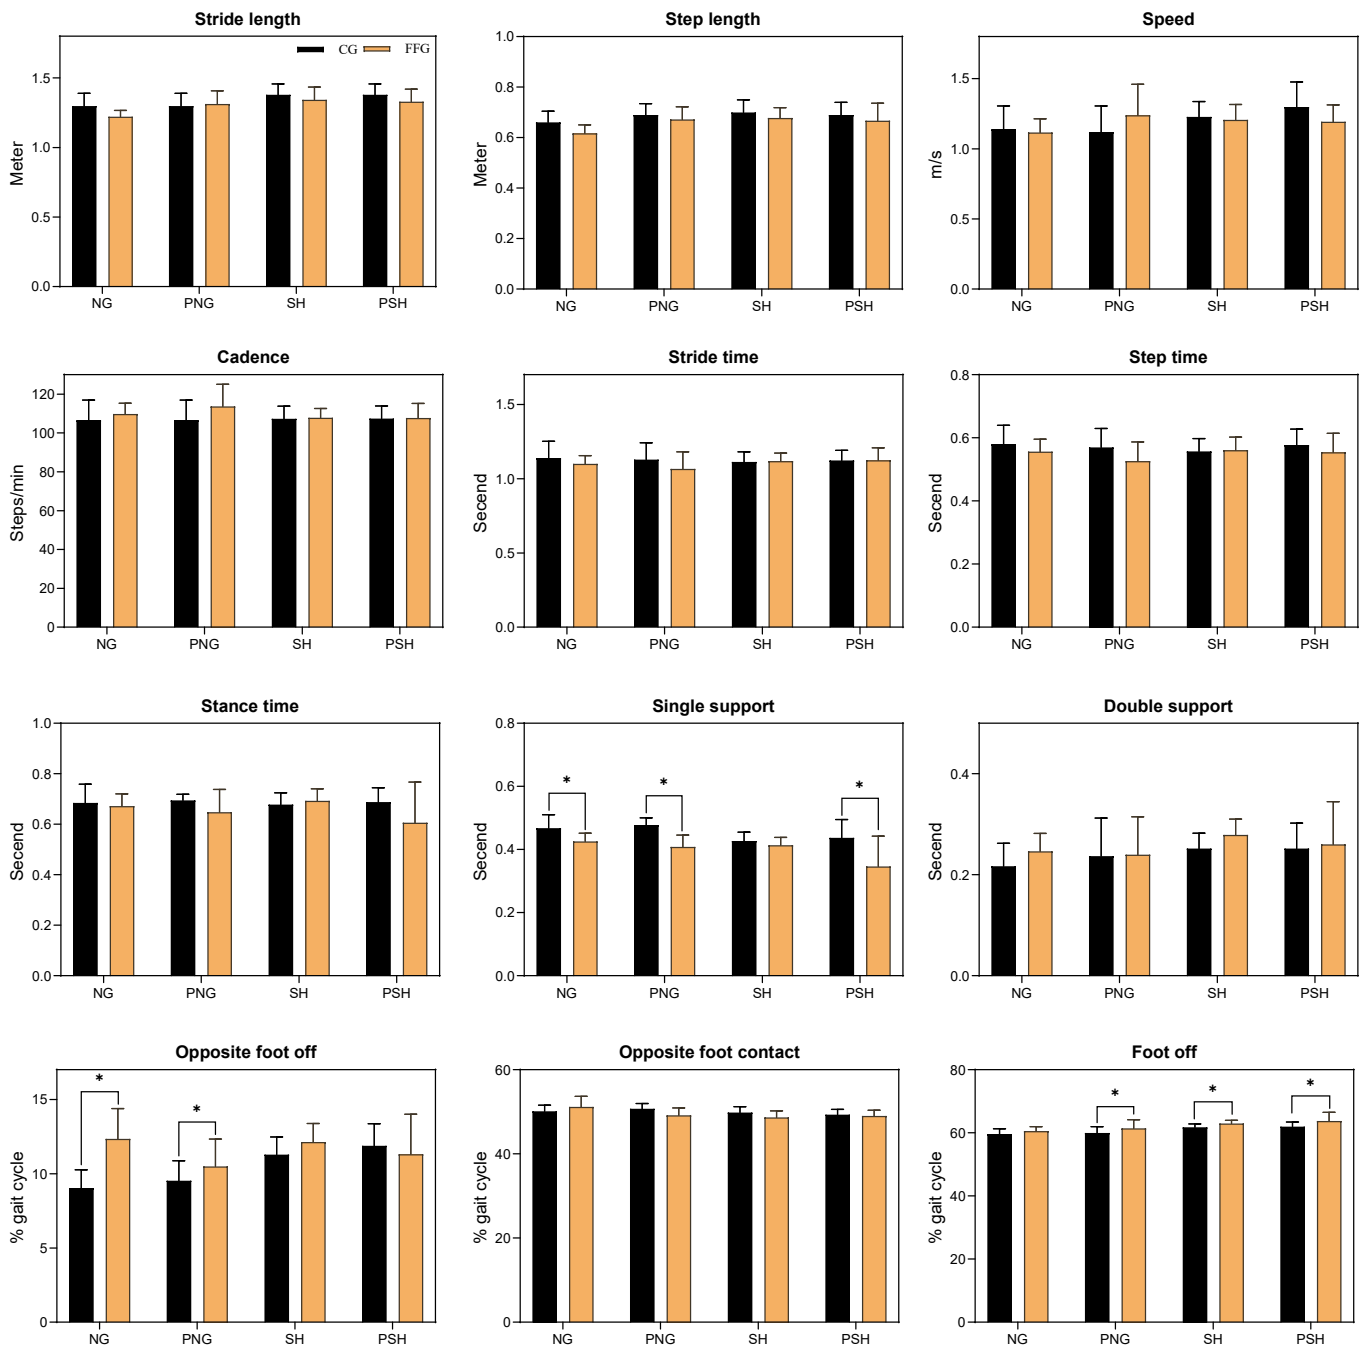 Stride length
CG FFG
Meter
1.5
1.0
0.5
0.0
NG PNG SH PSH
Step length
Meter
1.0
0.8
0.6
0.4
0.2
0.0
NG PNG SH PSH
Speed
m/s
1.5
1.0
0.5
0.0
NG PNG SH PSH
Cadence
Steps/min
120
100
80
60
40
20
0
NG PNG SH PSH
Stride time
Secend
1.5
1.0
0.5
0.0
NG PNG SH PSH
Step time
Secend
0.8
0.6
0.4
0.2
0.0
NG PNG SH PSH
Stance time
Secend
1.0
0.8
0.6
0.4
0.2
0.0
NG PNG SH PSH
Single support
Secend
0.8
0.6
0.4
0.2
0.0
* * *
NG PNG SH PSH
Double support
Secend
0.4
0.2
0.0
NG PNG SH PSH
Opposite foot off
% gait cycle
15
10
5
0
* *
NG PNG SH PSH
Opposite foot contact
% gait cycle
60
40
20
0
NG PNG SH PSH
Foot off
% gait cycle
80
60
40
20
0
* * *
NG PNG SH PSH